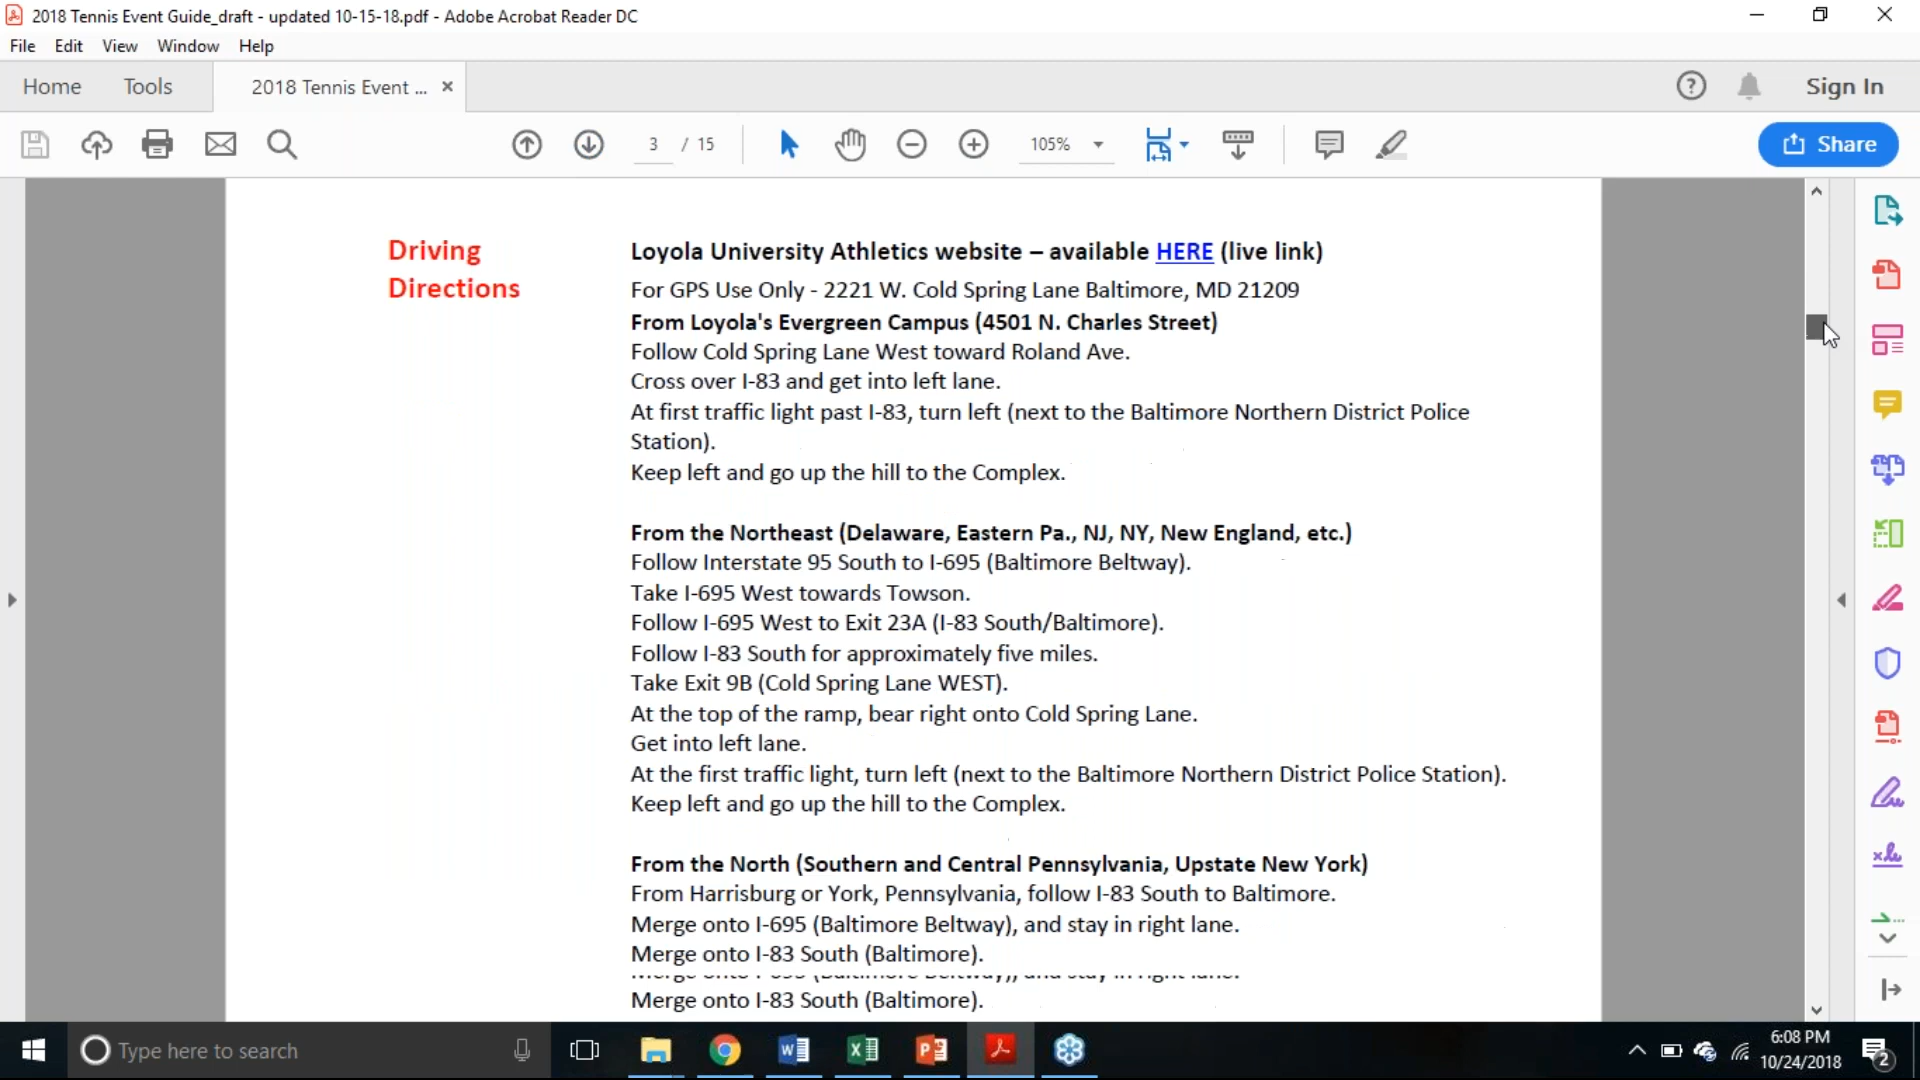 2018 Tennis Event Guide_draft - updated 10-15-18.pdf - Adobe Acrobat Reader DC
File Edit View Window Help
Home Tools 2018 Tennis Event ... × Sign In
3 / 15 105% Share
Driving
Directions
Loyola University Athletics website – available HERE (live link)
For GPS Use Only - 2221 W. Cold Spring Lane Baltimore, MD 21209
From Loyola's Evergreen Campus (4501 N. Charles Street)
Follow Cold Spring Lane West toward Roland Ave.
Cross over I-83 and get into left lane.
At first traffic light past I-83, turn left (next to the Baltimore Northern District Police
Station).
Keep left and go up the hill to the Complex.
From the Northeast (Delaware, Eastern Pa., NJ, NY, New England, etc.)
Follow Interstate 95 South to I-695 (Baltimore Beltway).
Take I-695 West towards Towson.
Follow I-695 West to Exit 23A (I-83 South/Baltimore).
Follow I-83 South for approximately five miles.
Take Exit 9B (Cold Spring Lane WEST).
At the top of the ramp, bear right onto Cold Spring Lane.
Get into left lane.
At the first traffic light, turn left (next to the Baltimore Northern District Police Station).
Keep left and go up the hill to the Complex.
From the North (Southern and Central Pennsylvania, Upstate New York)
From Harrisburg or York, Pennsylvania, follow I-83 South to Baltimore.
Merge onto I-695 (Baltimore Beltway), and stay in right lane.
Merge onto I-83 South (Baltimore).
Merge onto I-83 South (Baltimore).
Type here to search
6:08 PM
10/24/2018
2